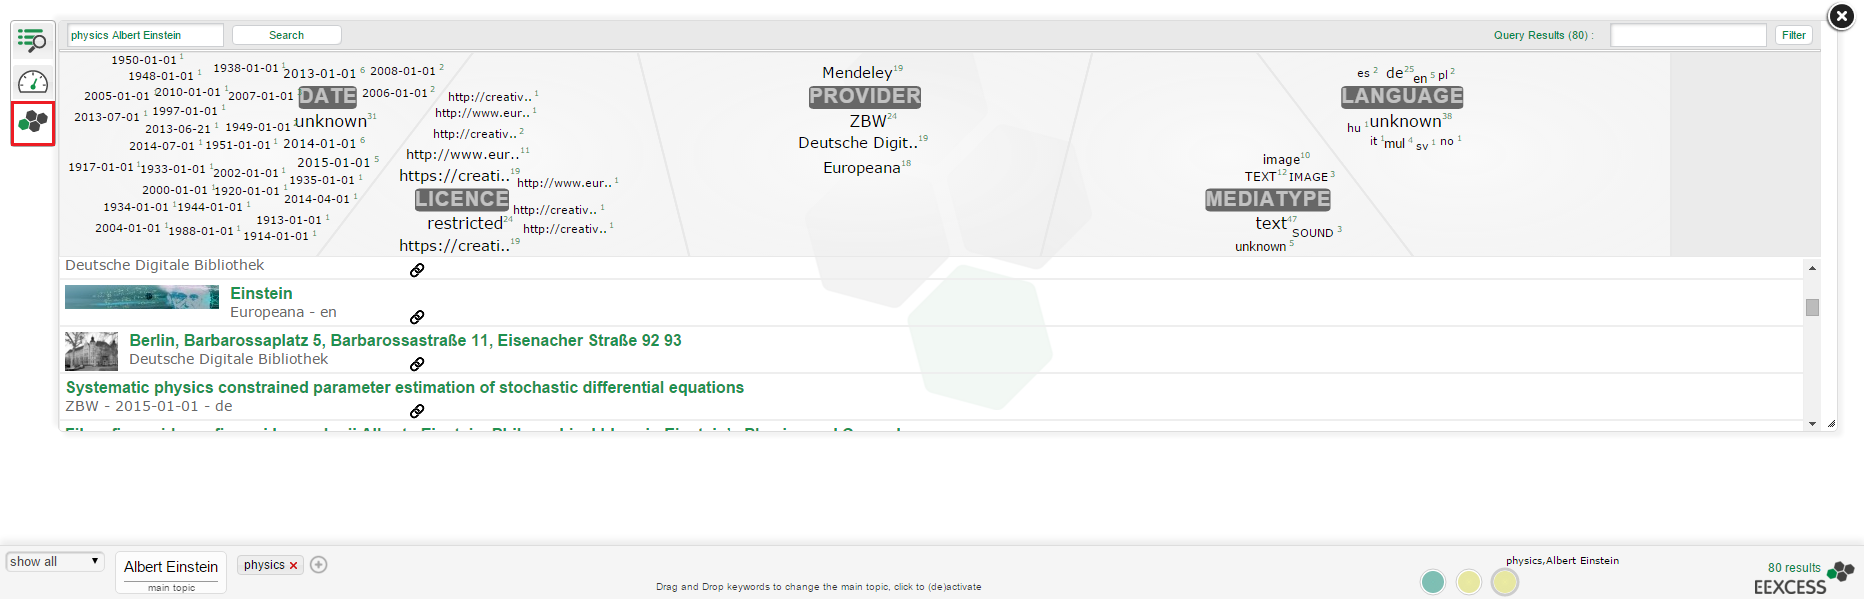 physics Albert Einstein
Search
Query Results (80) :
Filter
1950-01-01 1
1948-01-01 1
1938-01-01 1
2013-01-01 6
2008-01-01 2
2005-01-01 1
2010-01-01 1
2007-01-01
DATE
2006-01-01 2
2013-07-01 1
1997-01-01 1
2013-06-21 1
1949-01-01 1
unknown 31
2014-07-01 1
1951-01-01 1
2014-01-01 6
1917-01-01 1
1933-01-01 1
2002-01-01 1
2015-01-01 5
1935-01-01 1
2000-01-01 1
1920-01-01 1
2014-04-01 1
1934-01-01 1
1944-01-01 1
1913-01-01 1
2004-01-01 1
1988-01-01 1
1914-01-01 1
http://creativ.. 1
http://www.eur.. 1
http://creativ.. 2
http://www.eur.. 11
https://creati.. 19
http://www.eur.. 1
LICENCE
http://creativ.. 1
restricted 24
http://creativ.. 1
https://creati.. 19
Mendeley 19
PROVIDER
ZBW 24
Deutsche Digit.. 19
Europeana 18
es 2
de 25
en 5
pl 2
LANGUAGE
hu 1
unknown 38
it 1
mul 4
sv 1
no 1
image 10
TEXT 12
IMAGE 3
MEDIATYPE
text 47
SOUND 3
unknown 5
Deutsche Digitale Bibliothek
Einstein
Europeana - en
Berlin, Barbarossaplatz 5, Barbarossastraße 11, Eisenacher Straße 92 93
Deutsche Digitale Bibliothek
Systematic physics constrained parameter estimation of stochastic differential equations
ZBW - 2015-01-01 - de
show all
Albert Einstein
main topic
physics
Drag and Drop keywords to change the main topic, click to (de)activate
physics,Albert Einstein
80 results
EEXCESS